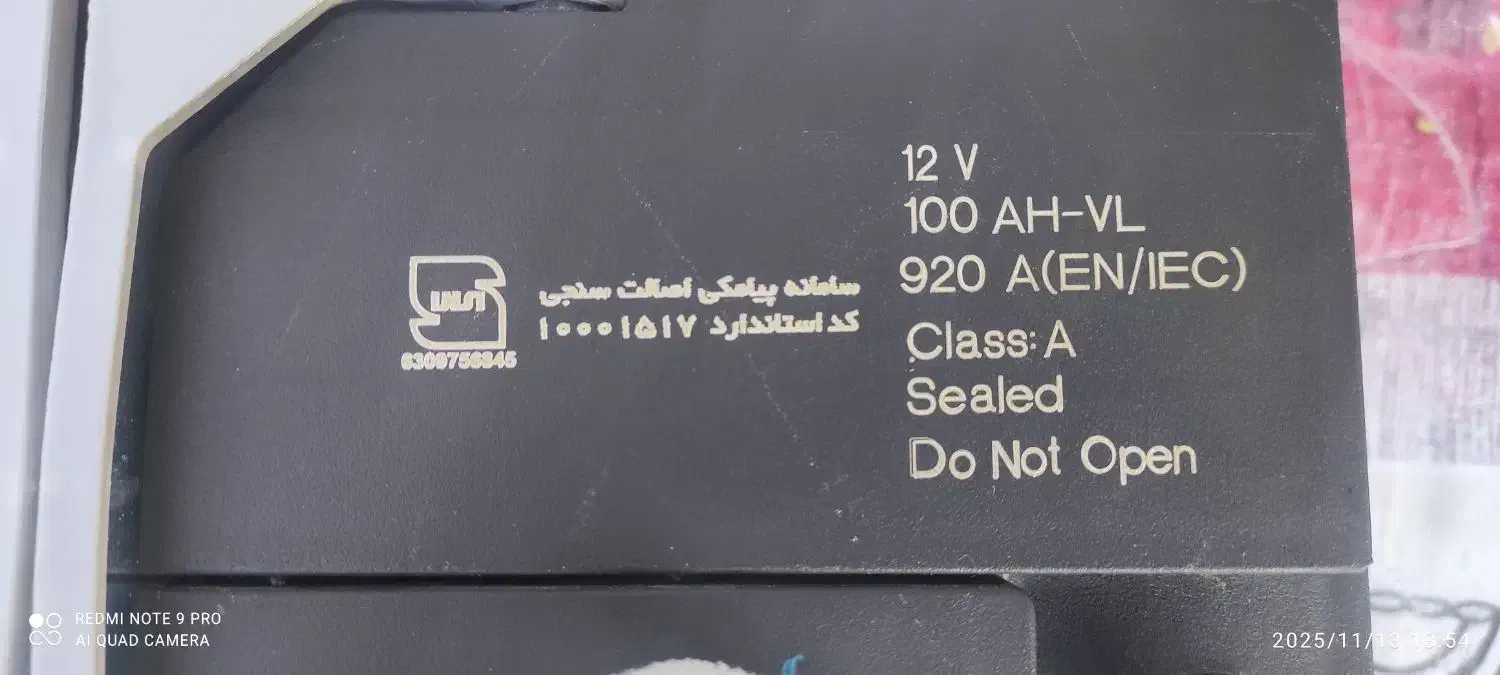 12 V
100 AH-VL
920 A(EN/IEC)
Class: A
Sealed
Do Not Open
سامانه پیامکی اصالت سنجی
کد استاندارد ۱۰۰۰۱۵۱۷
6309756845
REDMI NOTE 9 PRO
AI QUAD CAMERA
2025/11/13 13:54